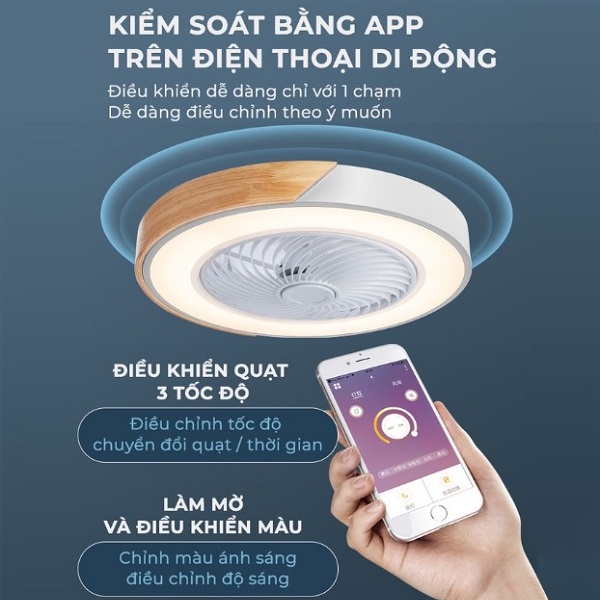 KIỂM SOÁT BẰNG APP
TRÊN ĐIỆN THOẠI DI ĐỘNG
Điều khiển dễ dàng chỉ với 1 chạm
Dễ dàng điều chỉnh theo ý muốn
ĐIỀU KHIỂN QUẠT
3 TỐC ĐỘ
Điều chỉnh tốc độ
chuyển đổi quạt / thời gian
LÀM MỜ
VÀ ĐIỀU KHIỂN MÀU
Chỉnh màu ánh sáng
điều chỉnh độ sáng